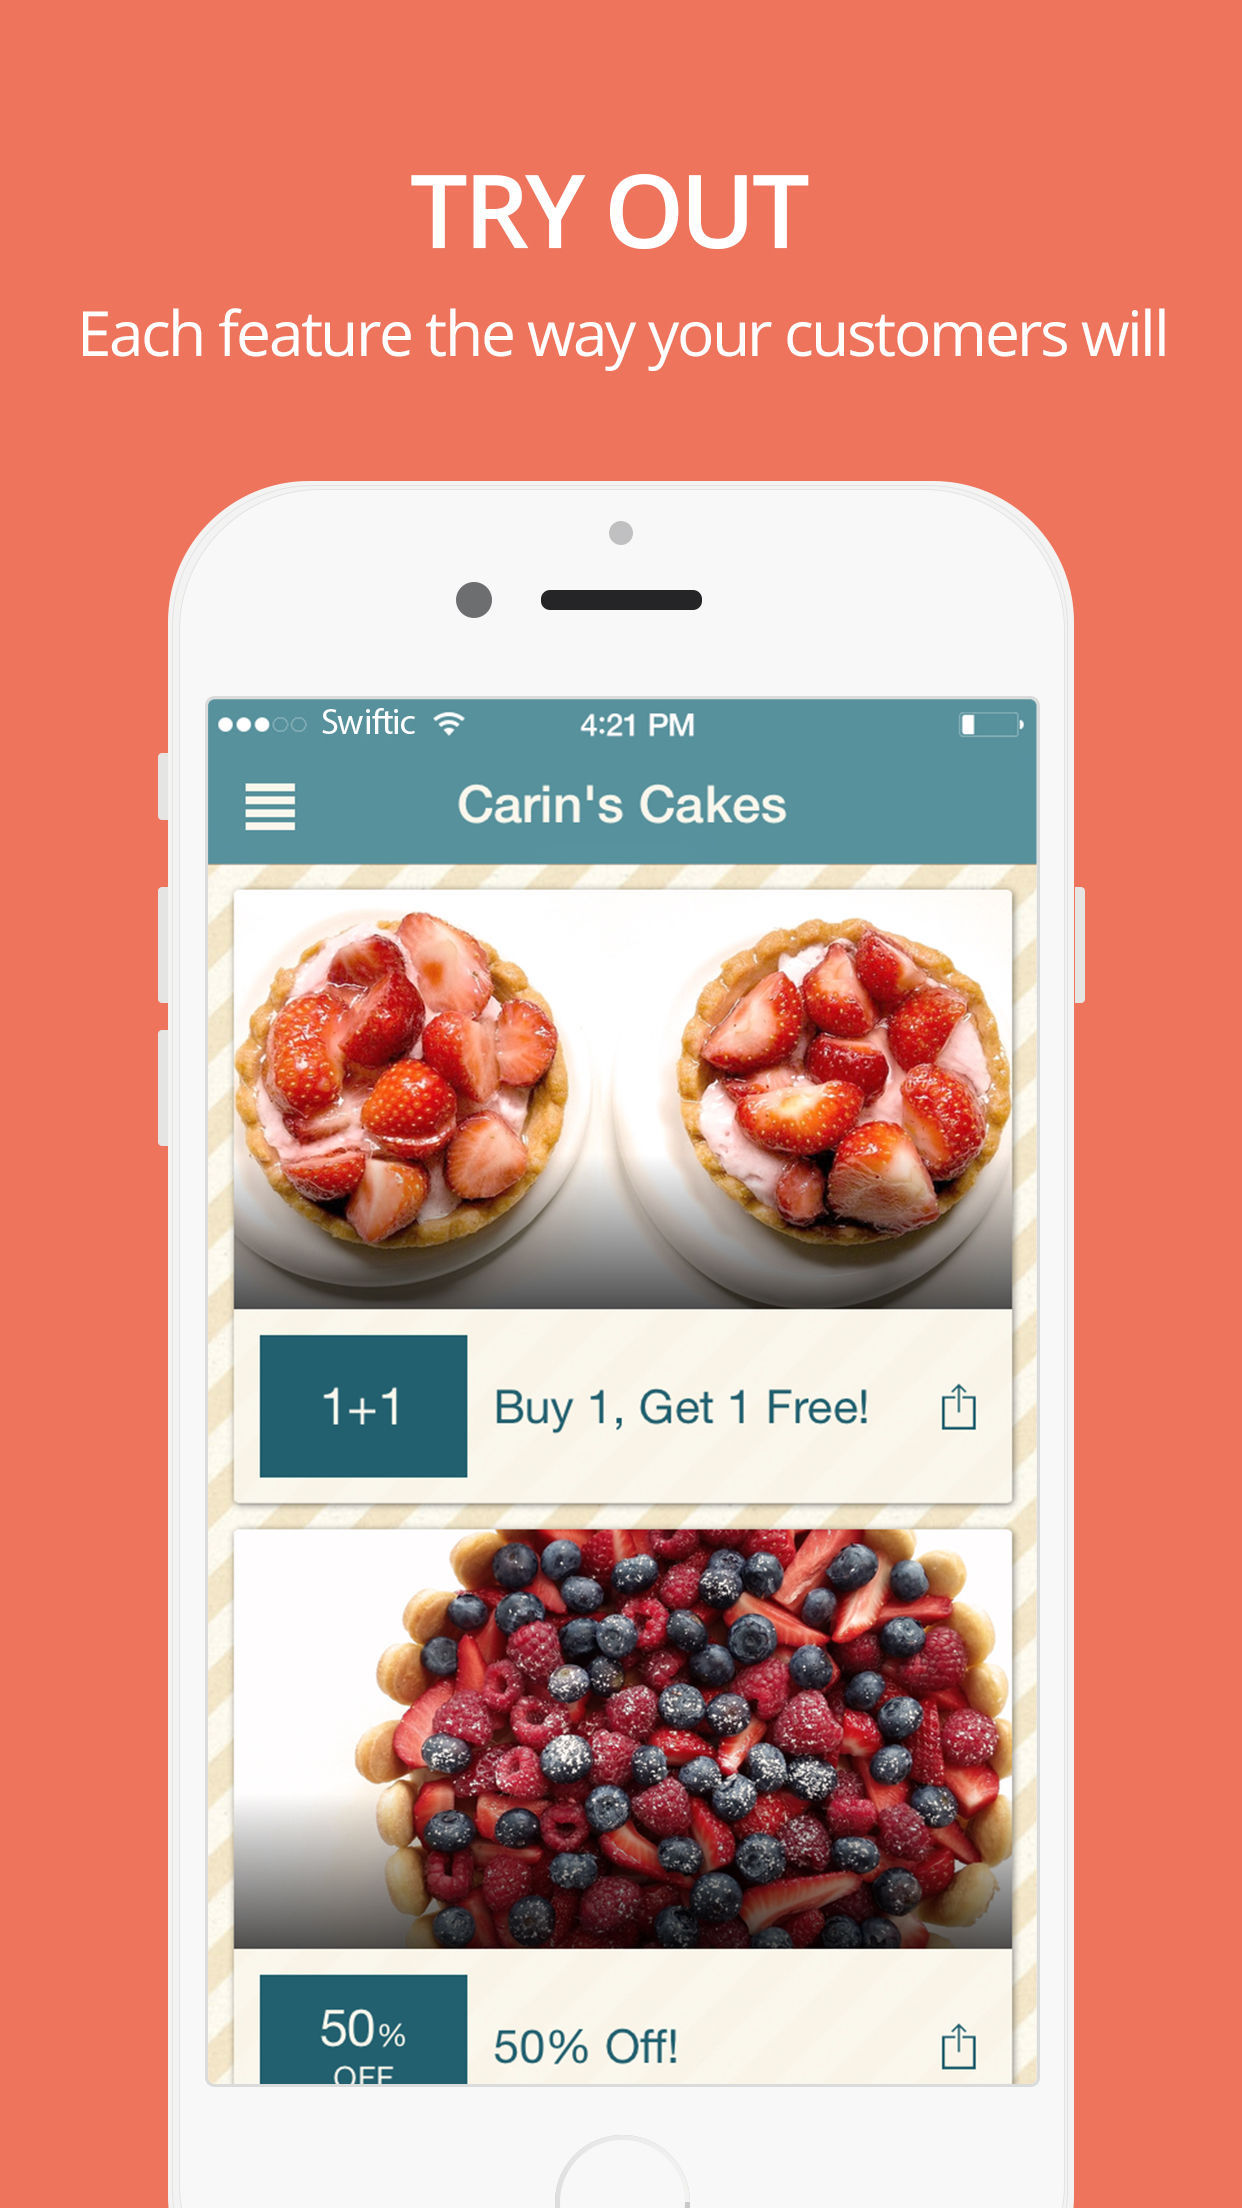 TRY OUT
Each feature the way your customers will
Swiftic
4:21 PM
Carin's Cakes
1+1
Buy 1, Get 1 Free!
50%
OFF
50% Off!